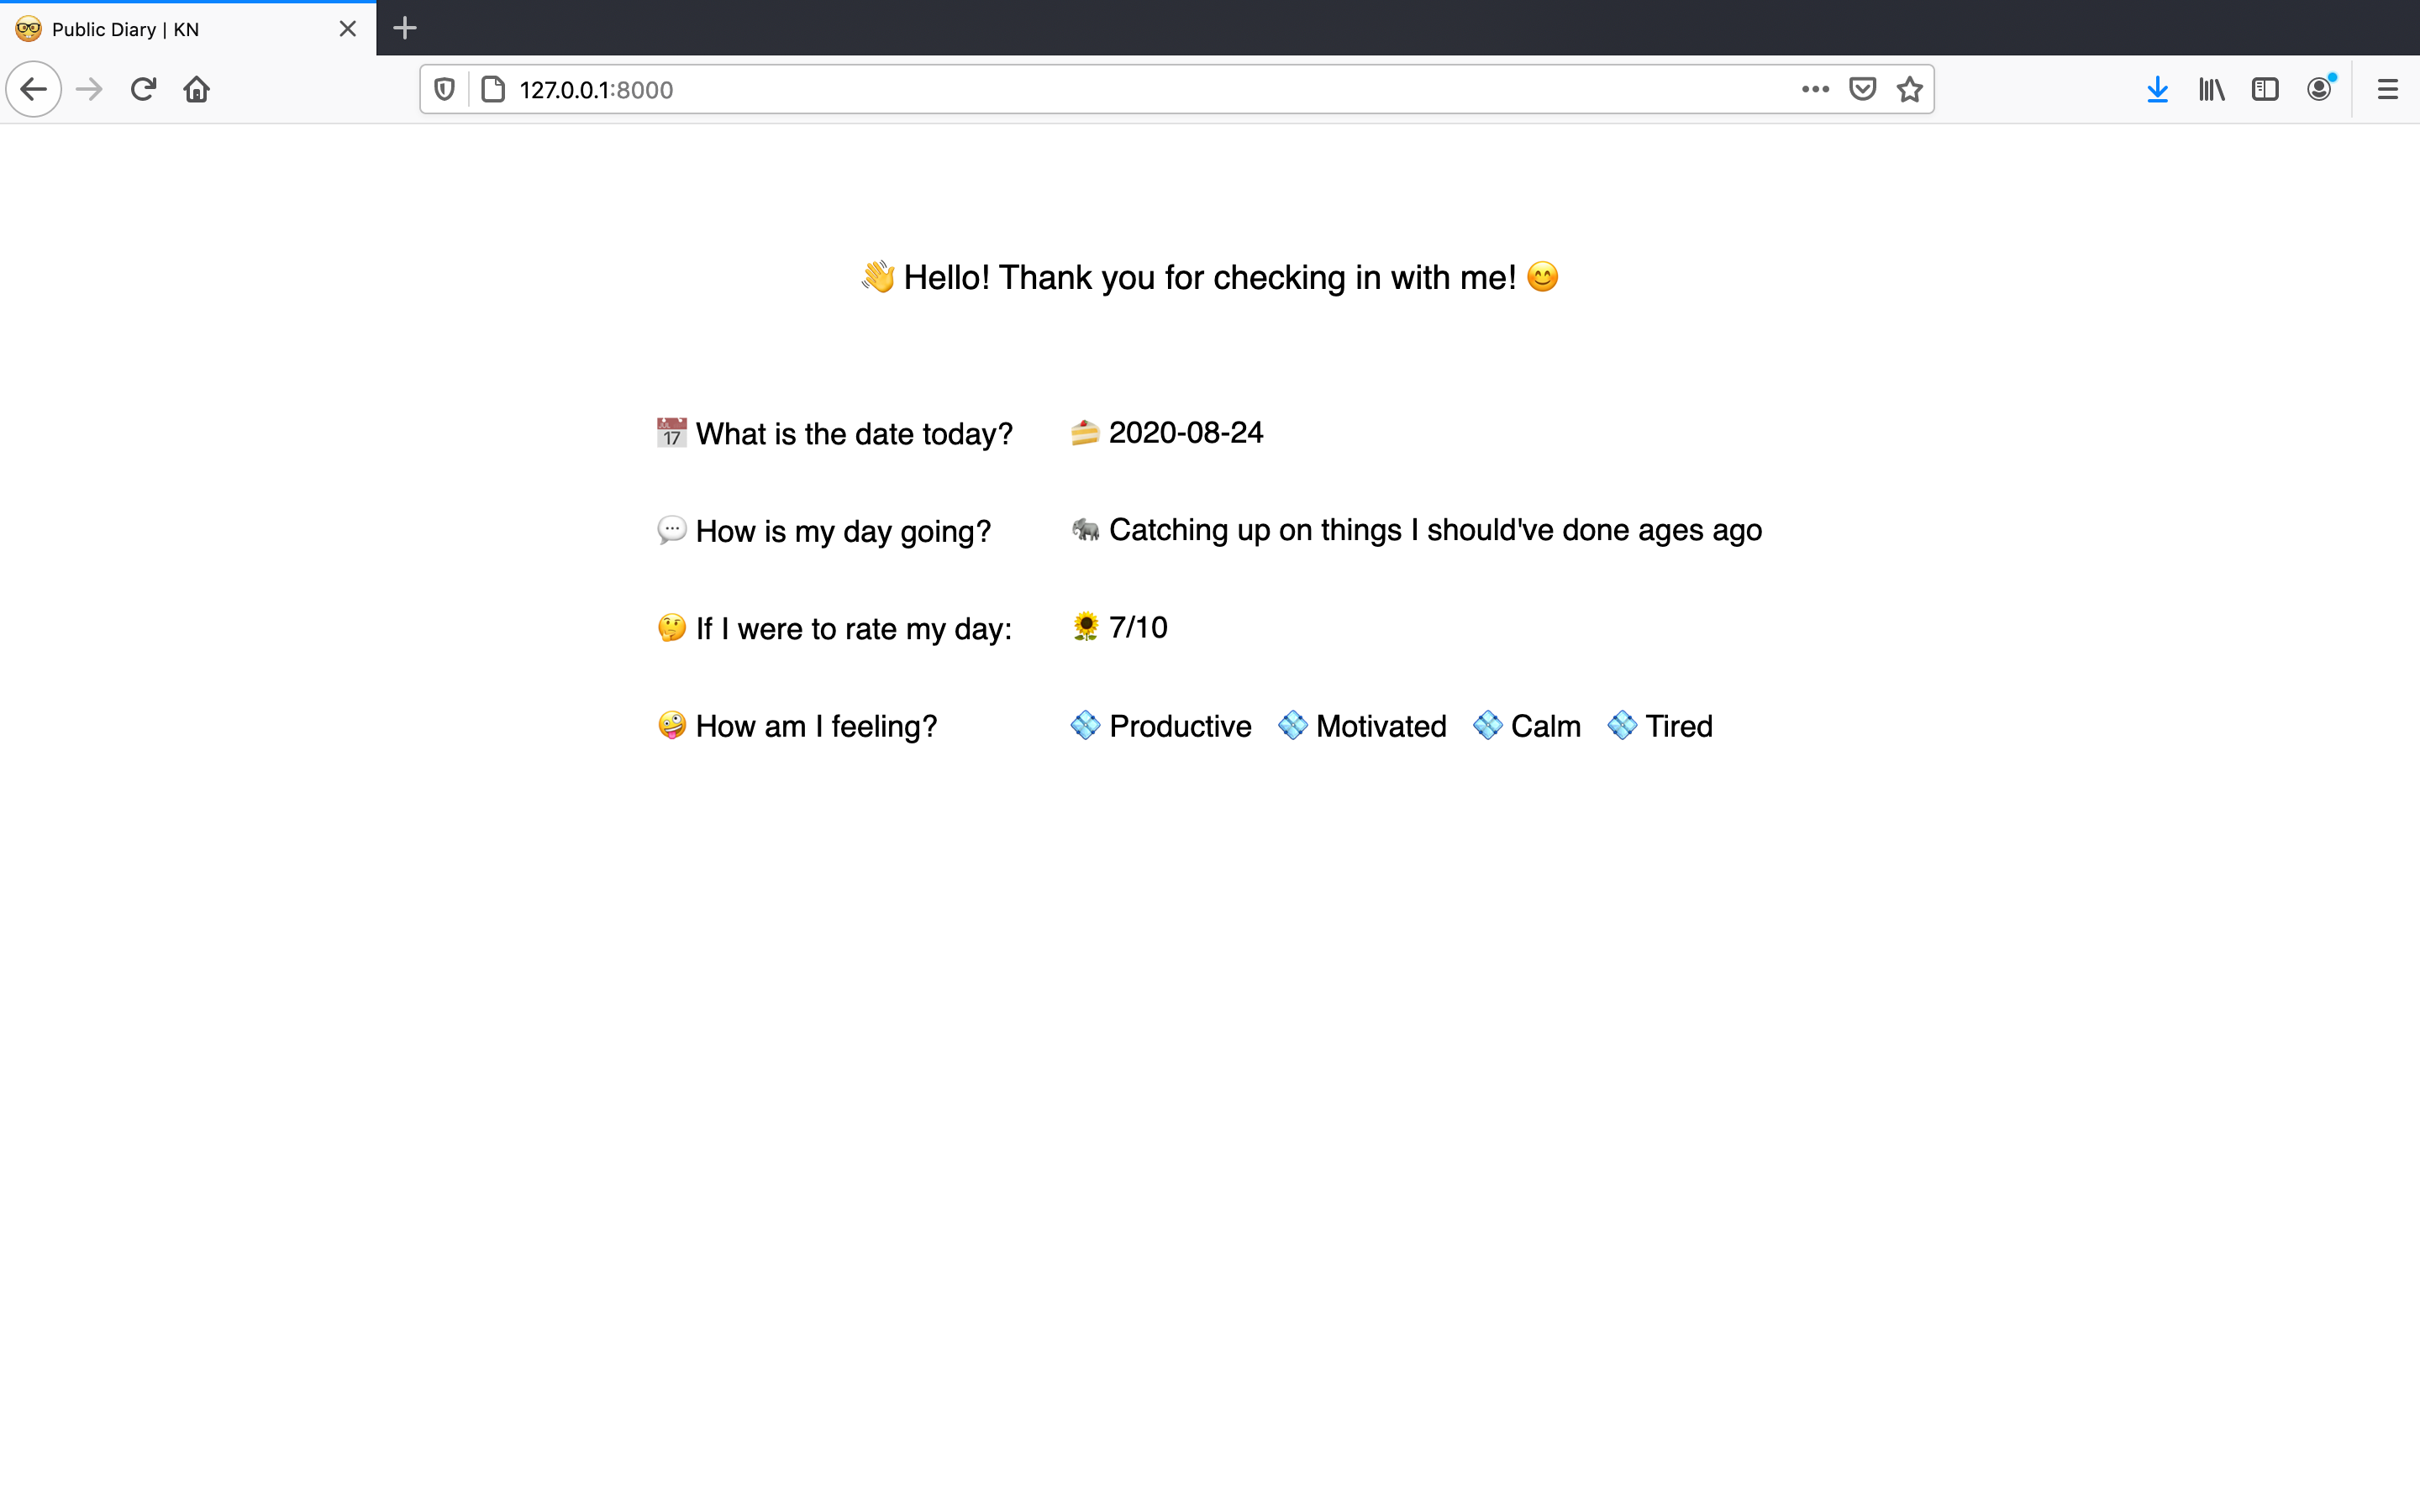 Public Diary | KN
127.0.0.1:8000
👋 Hello! Thank you for checking in with me! 😊
📅 What is the date today? 🍰 2020-08-24
💬 How is my day going? 🐘 Catching up on things I should've done ages ago
🤔 If I were to rate my day: 🌻 7/10
🤪 How am I feeling? 💠 Productive 💠 Motivated 💠 Calm 💠 Tired